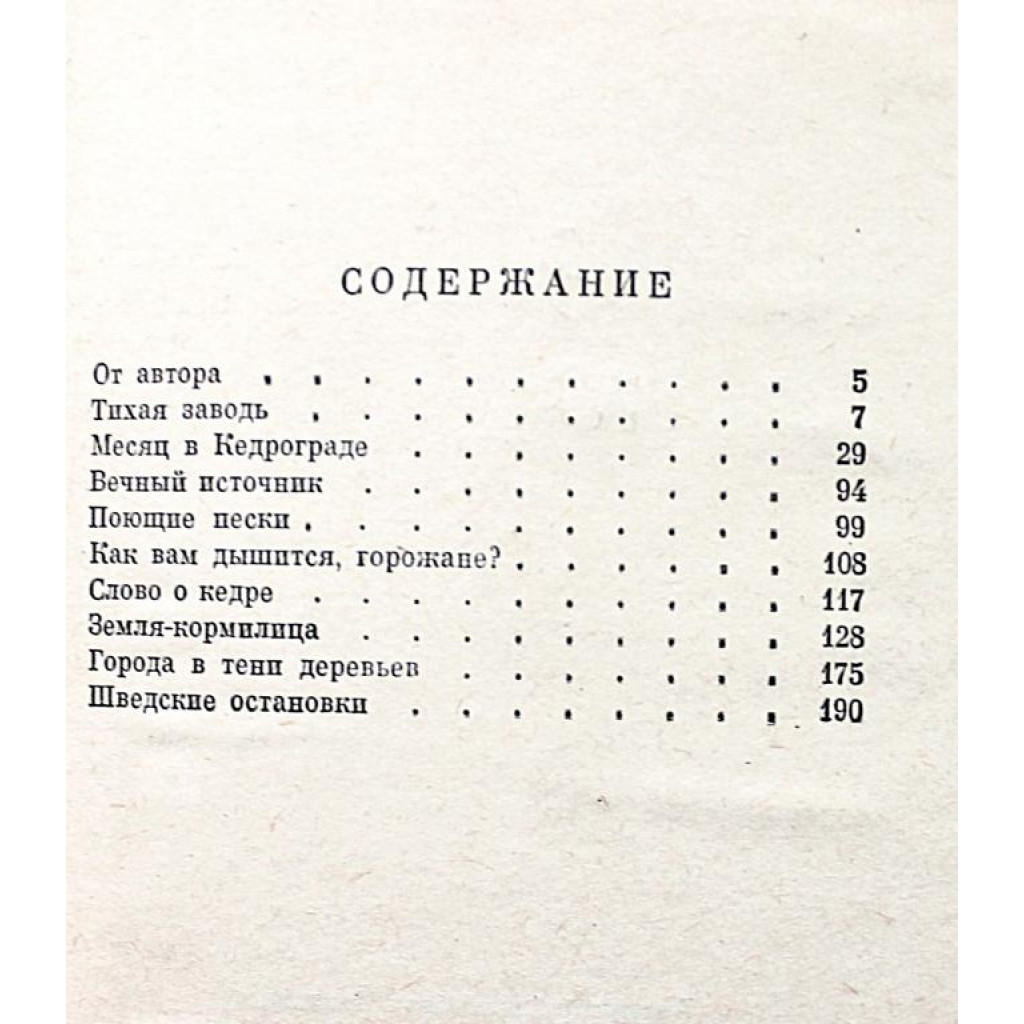 СОДЕРЖАНИЕ
От автора . . . . . . . . . . . 5
Тихая заводь . . . . . . . . . . 7
Месяц в Кедрограде . . . . . . . . 29
Вечный источник . . . . . . . . . 94
Поющие пески . . . . . . . . . . 99
Как вам дышится, горожане? . . . . . . 108
Слово о кедре . . . . . . . . . . 117
Земля-кормилица . . . . . . . . . 128
Города в тени деревьев . . . . . . . 175
Шведские остановки . . . . . . . . 190